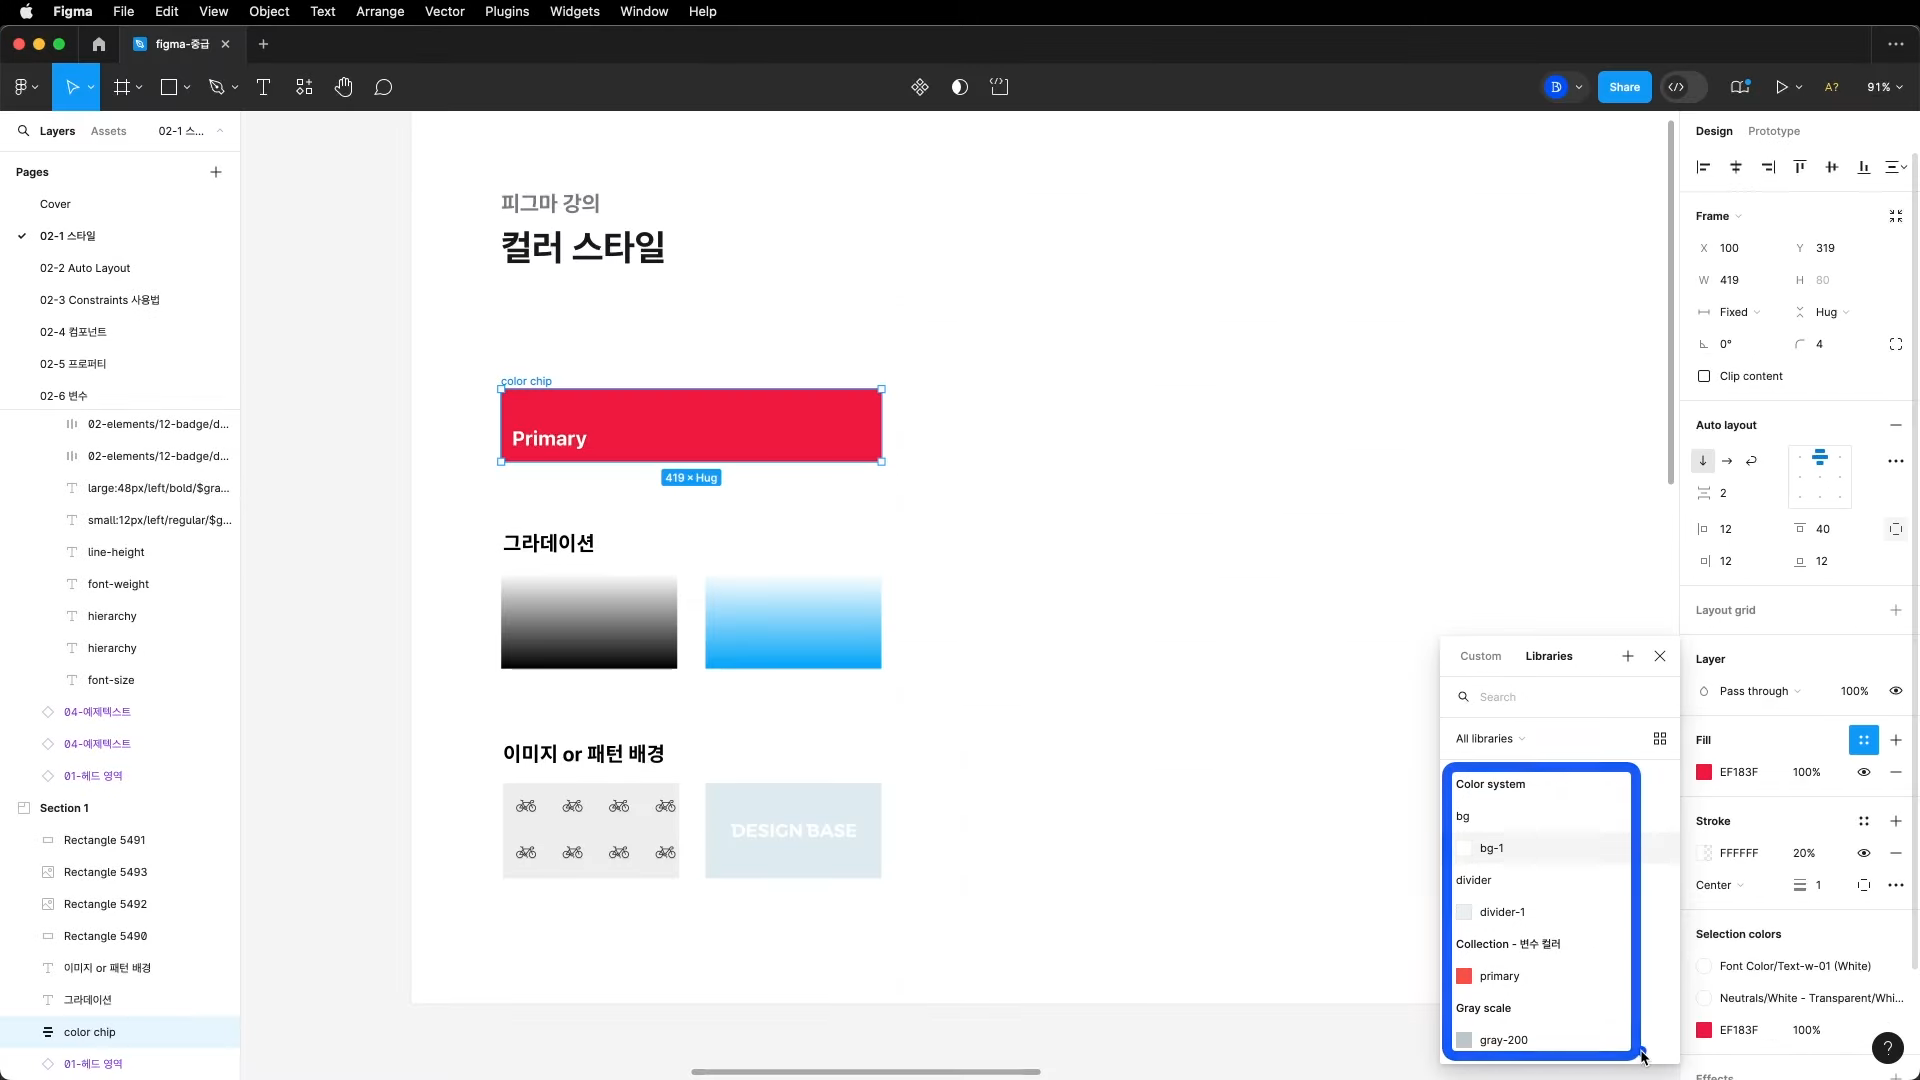 Figma File Edit View Object Text Arrange Vector Plugins Widgets Window Help
figma-중급
Share
A?
91%
Layers Assets 02-1 스...
Pages
Cover
02-1 스타일
02-2 Auto Layout
02-3 Constraints 사용법
02-4 컴포넌트
02-5 프로퍼티
02-6 변수
02-elements/12-badge/d...
02-elements/12-badge/d...
large:48px/left/bold/$gra...
small:12px/left/regular/$g...
line-height
font-weight
hierarchy
hierarchy
font-size
04-예제텍스트
04-예제텍스트
01-헤드 영역
Section 1
Rectangle 5491
Rectangle 5493
Rectangle 5492
Rectangle 5490
이미지 or 패턴 배경
그라데이션
color chip
01-헤드 영역
피그마 강의
컬러 스타일
color chip
Primary
419 × Hug
그라데이션
이미지 or 패턴 배경
DESIGN BASE
Custom Libraries
Search
All libraries
Color system
bg
bg-1
divider
divider-1
Collection - 변수 컬러
primary
Gray scale
gray-200
Design Prototype
Frame
X 100 Y 319
W 419 H 80
Fixed Hug
0° 4
Clip content
Auto layout
2
12 40
12 12
Layout grid
Layer
Pass through 100%
Fill
EF183F 100%
Stroke
FFFFFF 20%
Center 1
Selection colors
Font Color/Text-w-01 (White)
Neutrals/White - Transparent/Whi...
EF183F 100%
Effects
?